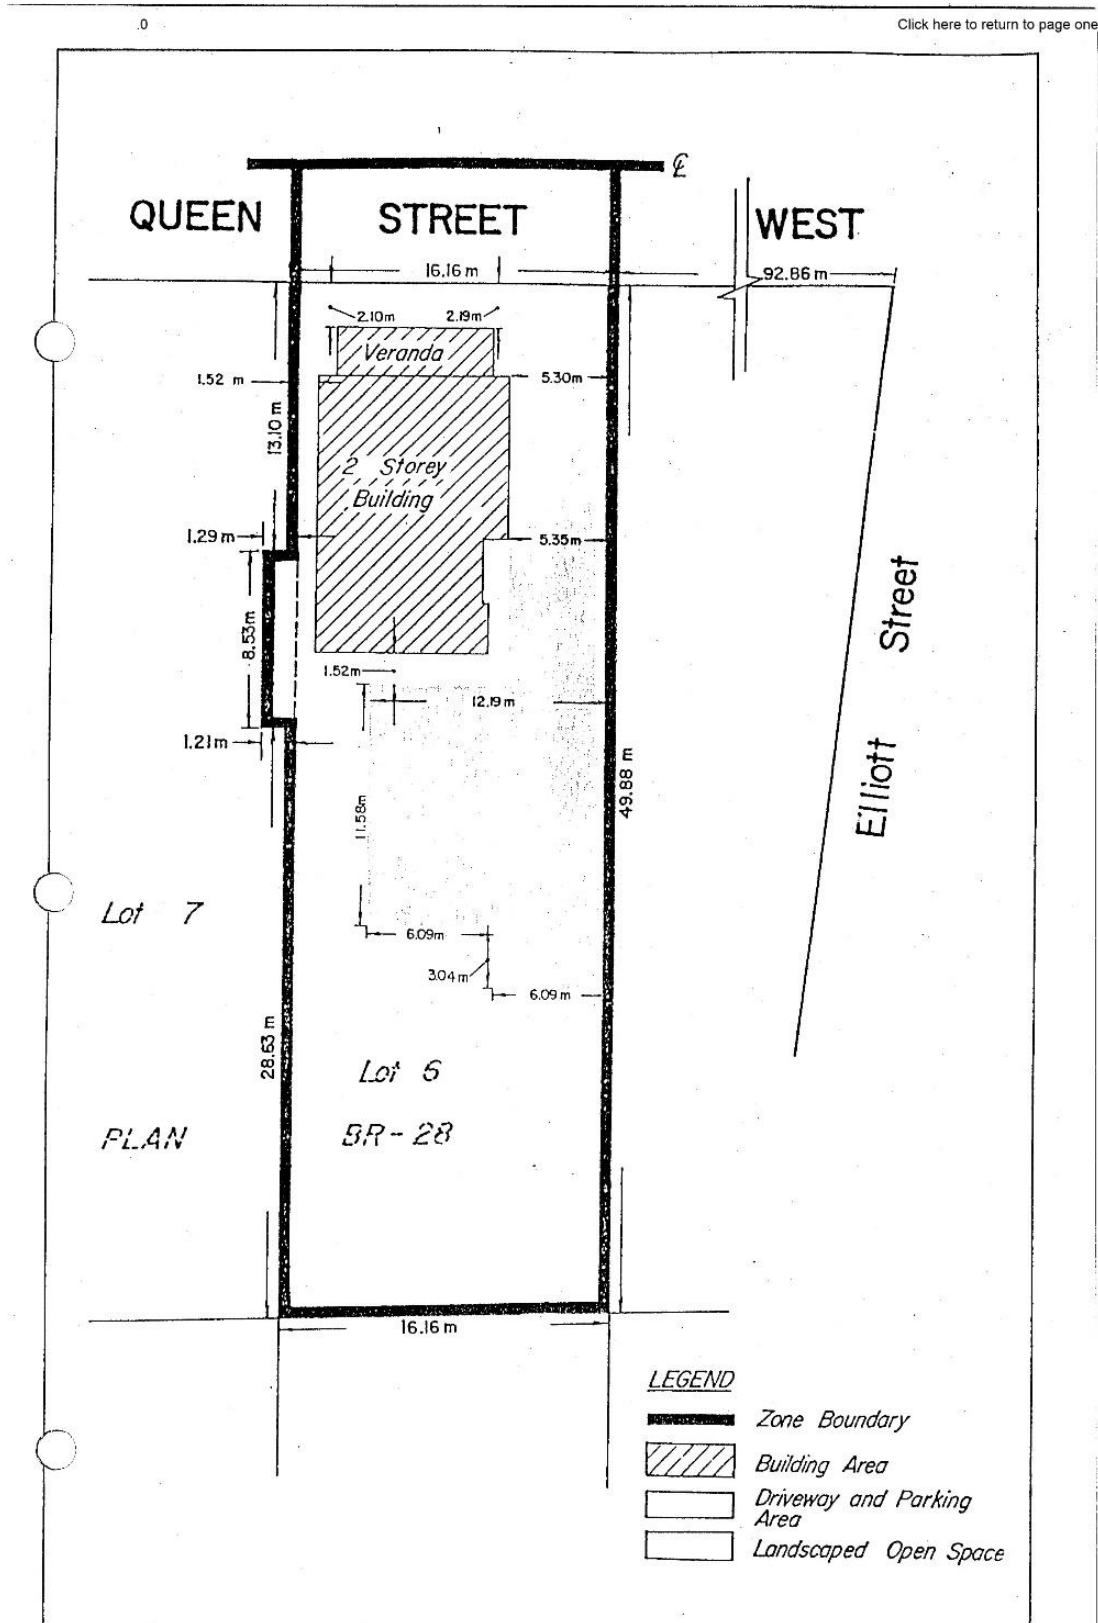 .0
Click here to return to page one
℄
QUEEN STREET WEST
16.16 m
92.86 m
2.10m 2.19m
Veranda
1.52 m
5.30m
13.10 m
2 Storey
Building
1.29 m
5.35m
8.53m
Street
1.52m
12.19 m
1.21m
Elliott
49.88 m
11.58m
Lot 7
6.09m
3.04m
6.09 m
28.63 m
Lot 6
PLAN BR-28
16.16 m
LEGEND
Zone Boundary
Building Area
Driveway and Parking
Area
Landscaped Open Space